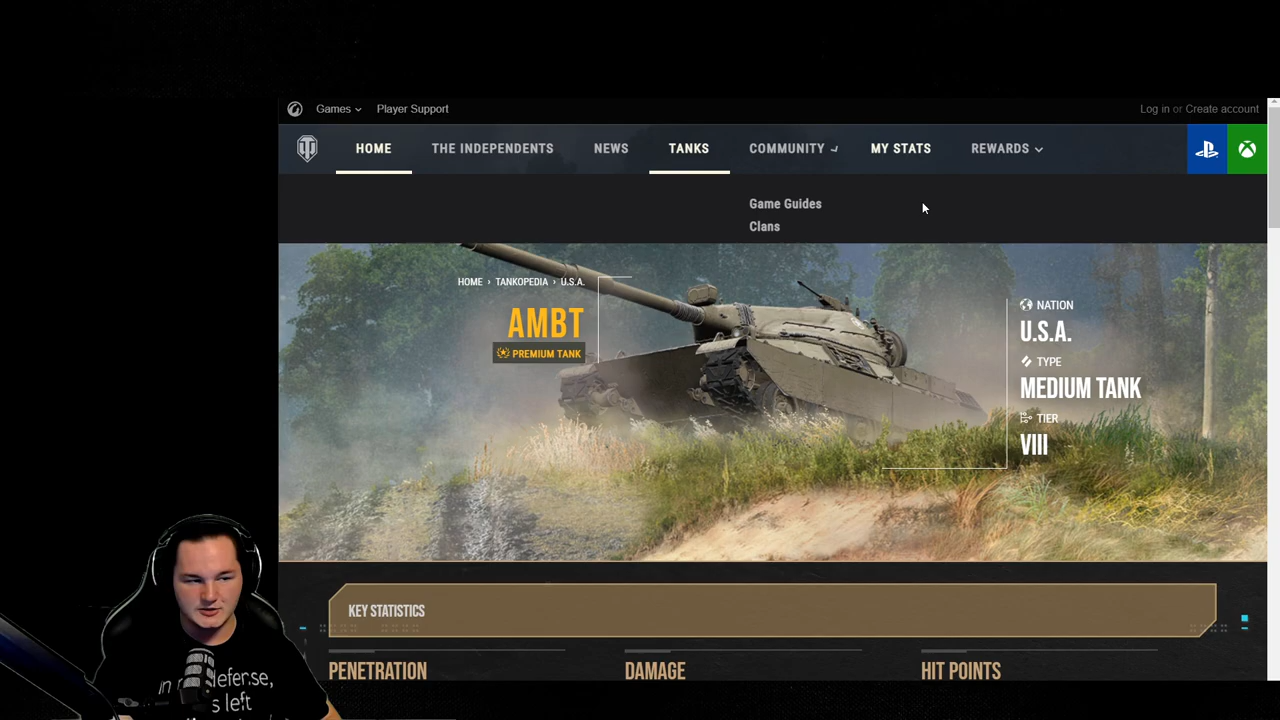 Games
Player Support
Log in or Create account
HOME
THE INDEPENDENTS
NEWS
TANKS
COMMUNITY
MY STATS
REWARDS
Game Guides
Clans
HOME › TANKOPEDIA › U.S.A.
AMBT
PREMIUM TANK
NATION
U.S.A.
TYPE
MEDIUM TANK
TIER
VIII
KEY STATISTICS
PENETRATION
DAMAGE
HIT POINTS
s left